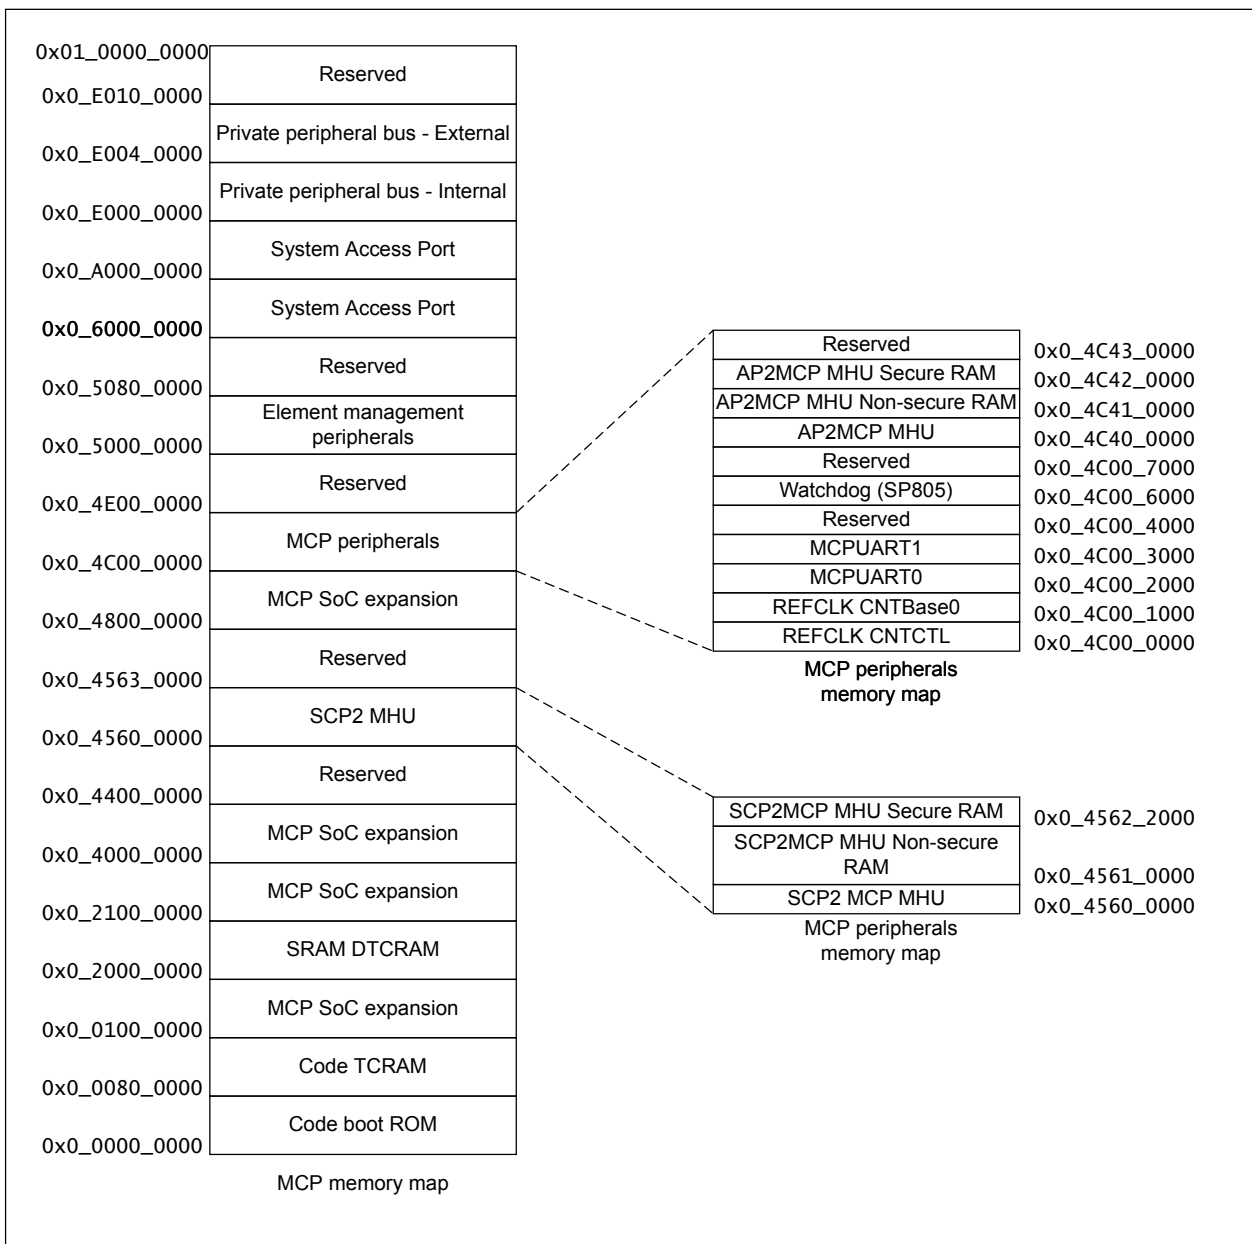 0x01_0000_0000
Reserved
0x0_E010_0000
Private peripheral bus - External
0x0_E004_0000
Private peripheral bus - Internal
0x0_E000_0000
System Access Port
0x0_A000_0000
System Access Port
0x0_6000_0000
Reserved
0x0_5080_0000
Element management
peripherals
0x0_5000_0000
Reserved
0x0_4E00_0000
MCP peripherals
0x0_4C00_0000
MCP SoC expansion
0x0_4800_0000
Reserved
0x0_4563_0000
SCP2 MHU
0x0_4560_0000
Reserved
0x0_4400_0000
MCP SoC expansion
0x0_4000_0000
MCP SoC expansion
0x0_2100_0000
SRAM DTCRAM
0x0_2000_0000
MCP SoC expansion
0x0_0100_0000
Code TCRAM
0x0_0080_0000
Code boot ROM
0x0_0000_0000
MCP memory map
Reserved
0x0_4C43_0000
AP2MCP MHU Secure RAM
0x0_4C42_0000
AP2MCP MHU Non-secure RAM
0x0_4C41_0000
AP2MCP MHU
0x0_4C40_0000
Reserved
0x0_4C00_7000
Watchdog (SP805)
0x0_4C00_6000
Reserved
0x0_4C00_4000
MCPUART1
0x0_4C00_3000
MCPUART0
0x0_4C00_2000
REFCLK CNTBase0
0x0_4C00_1000
REFCLK CNTCTL
0x0_4C00_0000
MCP peripherals
memory map
SCP2MCP MHU Secure RAM
0x0_4562_2000
SCP2MCP MHU Non-secure
RAM
0x0_4561_0000
SCP2 MCP MHU
0x0_4560_0000
MCP peripherals
memory map